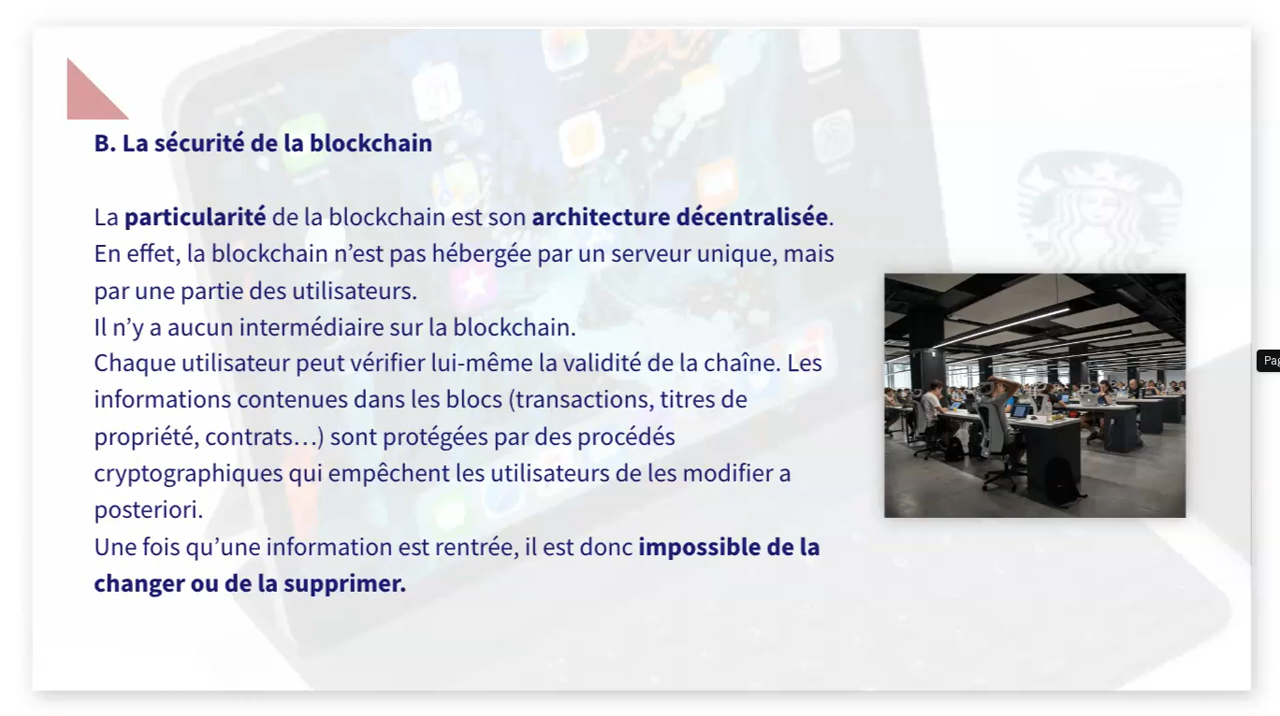 B. La sécurité de la blockchain
La particularité de la blockchain est son architecture décentralisée.
En effet, la blockchain n’est pas hébergée par un serveur unique, mais
par une partie des utilisateurs.
Il n’y a aucun intermédiaire sur la blockchain.
Chaque utilisateur peut vérifier lui-même la validité de la chaîne. Les
informations contenues dans les blocs (transactions, titres de
propriété, contrats…) sont protégées par des procédés
cryptographiques qui empêchent les utilisateurs de les modifier a
posteriori.
Une fois qu’une information est rentrée, il est donc impossible de la
changer ou de la supprimer.